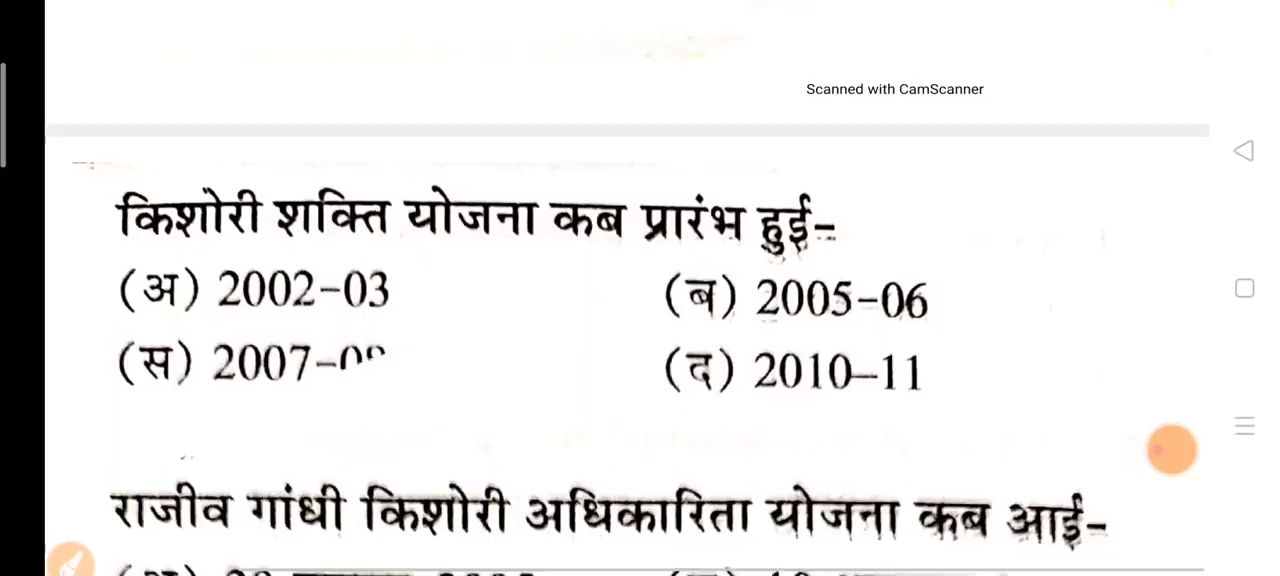 Scanned with CamScanner
किशोरी शक्ति योजना कब प्रारंभ हुई-
(अ) 2002-03
(ब) 2005-06
(स) 2007-
(द) 2010-11
राजीव गांधी किशोरी अधिकारिता योजना कब आई-